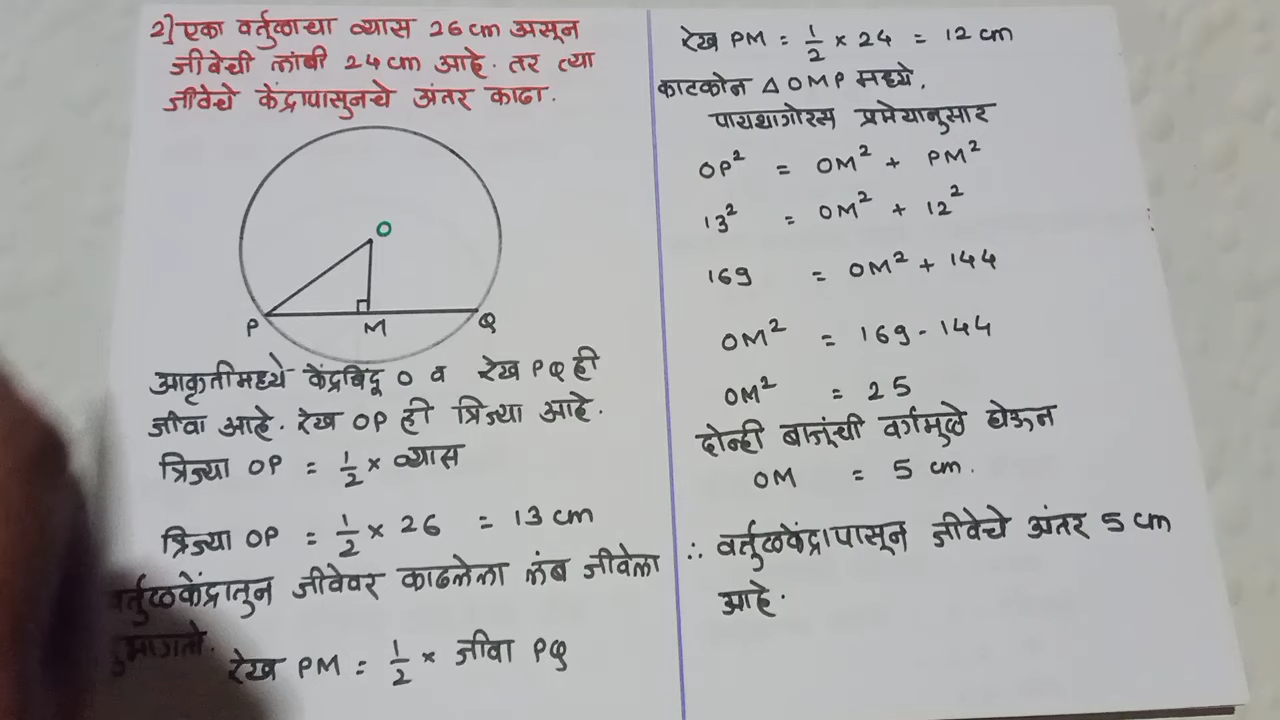 2) एका वर्तुळाचा व्यास 26 cm असून
जीवेची लांबी 24 cm आहे. तर त्या
जीवेचे केंद्रापासुनचे अंतर काढा.
O
P
M
Q
आकृतीमध्ये केंद्रबिंदू O व रेख PQ ही
जीवा आहे. रेख OP ही त्रिज्या आहे.
त्रिज्या OP = 1/2 × व्यास
त्रिज्या OP = 1/2 × 26 = 13 cm
वर्तुळकेंद्रातुन जीवेवर काढलेला लंब जीवेला
रेख PM = 1/2 × जीवा PQ
रेख PM = 1/2 × 24 = 12 cm
काटकोन △OMP मध्ये,
पायथागोरस प्रमेयानुसार
OP² = OM² + PM²
13² = OM² + 12²
169 = OM² + 144
OM² = 169 - 144
OM² = 25
दोन्ही बाजूंची वर्गमुळे घेऊन
OM = 5 cm.
∴ वर्तुळकेंद्रापासून जीवेचे अंतर 5 cm
आहे.